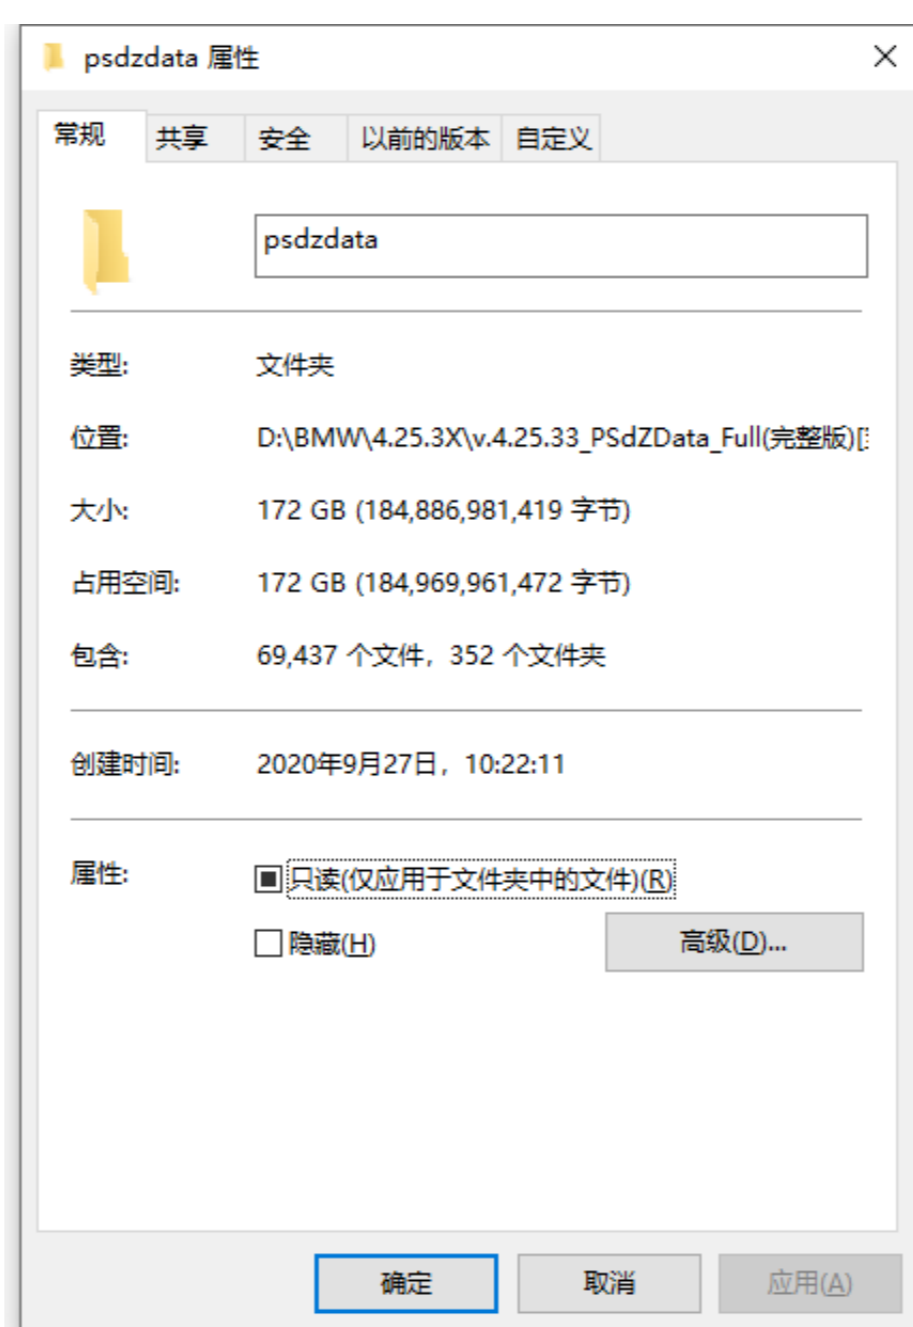 psdzdata 属性
常规 共享 安全 以前的版本 自定义
psdzdata
类型: 文件夹
位置: D:\BMW\4.25.3X\v.4.25.33_PSdZData_Full(完整版)[
大小: 172 GB (184,886,981,419 字节)
占用空间: 172 GB (184,969,961,472 字节)
包含: 69,437 个文件，352 个文件夹
创建时间: 2020年9月27日，10:22:11
属性: 只读(仅应用于文件夹中的文件)(R)
隐藏(H) 高级(D)...
确定 取消 应用(A)